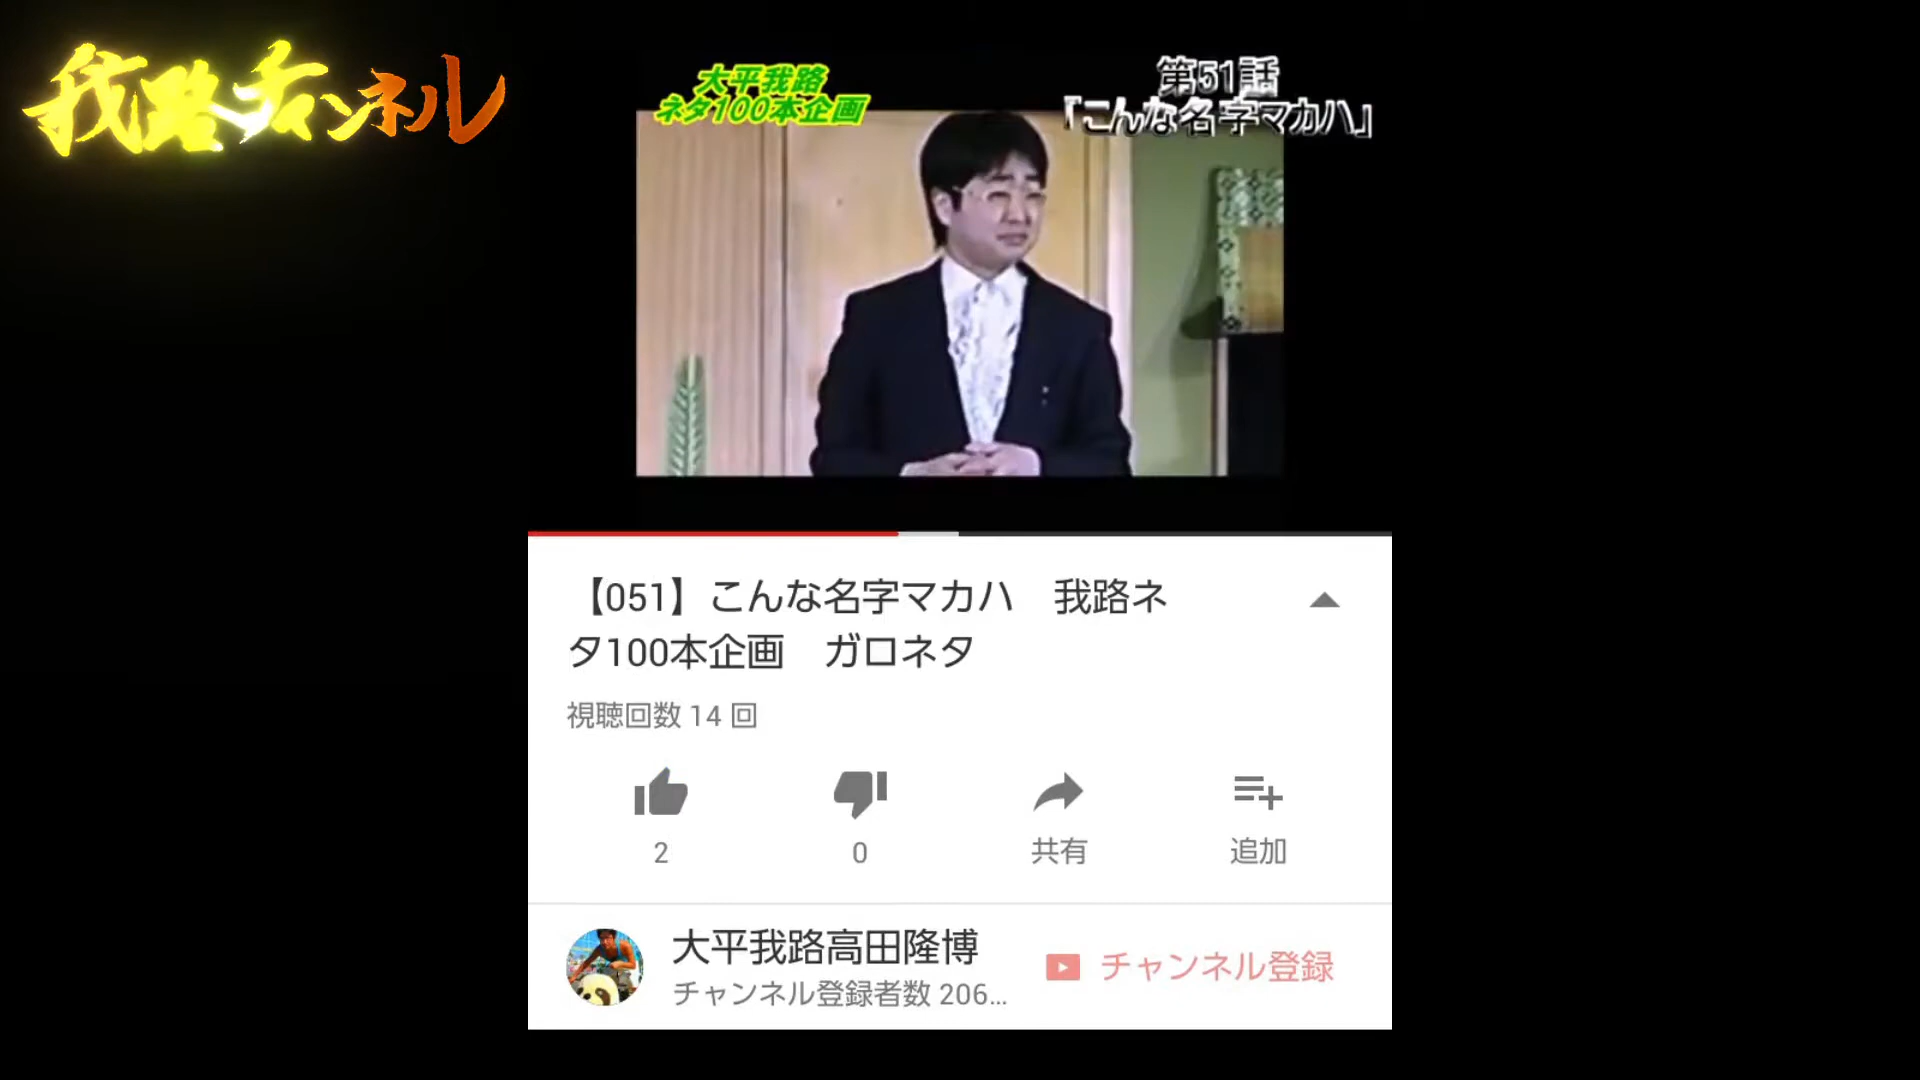 我路チャンネル
大平我路
ネタ100本企画
第51話
「こんな名字マカハ」
【051】こんな名字マカハ　我路ネ
タ100本企画　ガロネタ
視聴回数 14 回
2
0
共有
追加
大平我路高田隆博
チャンネル登録者数 206...
チャンネル登録